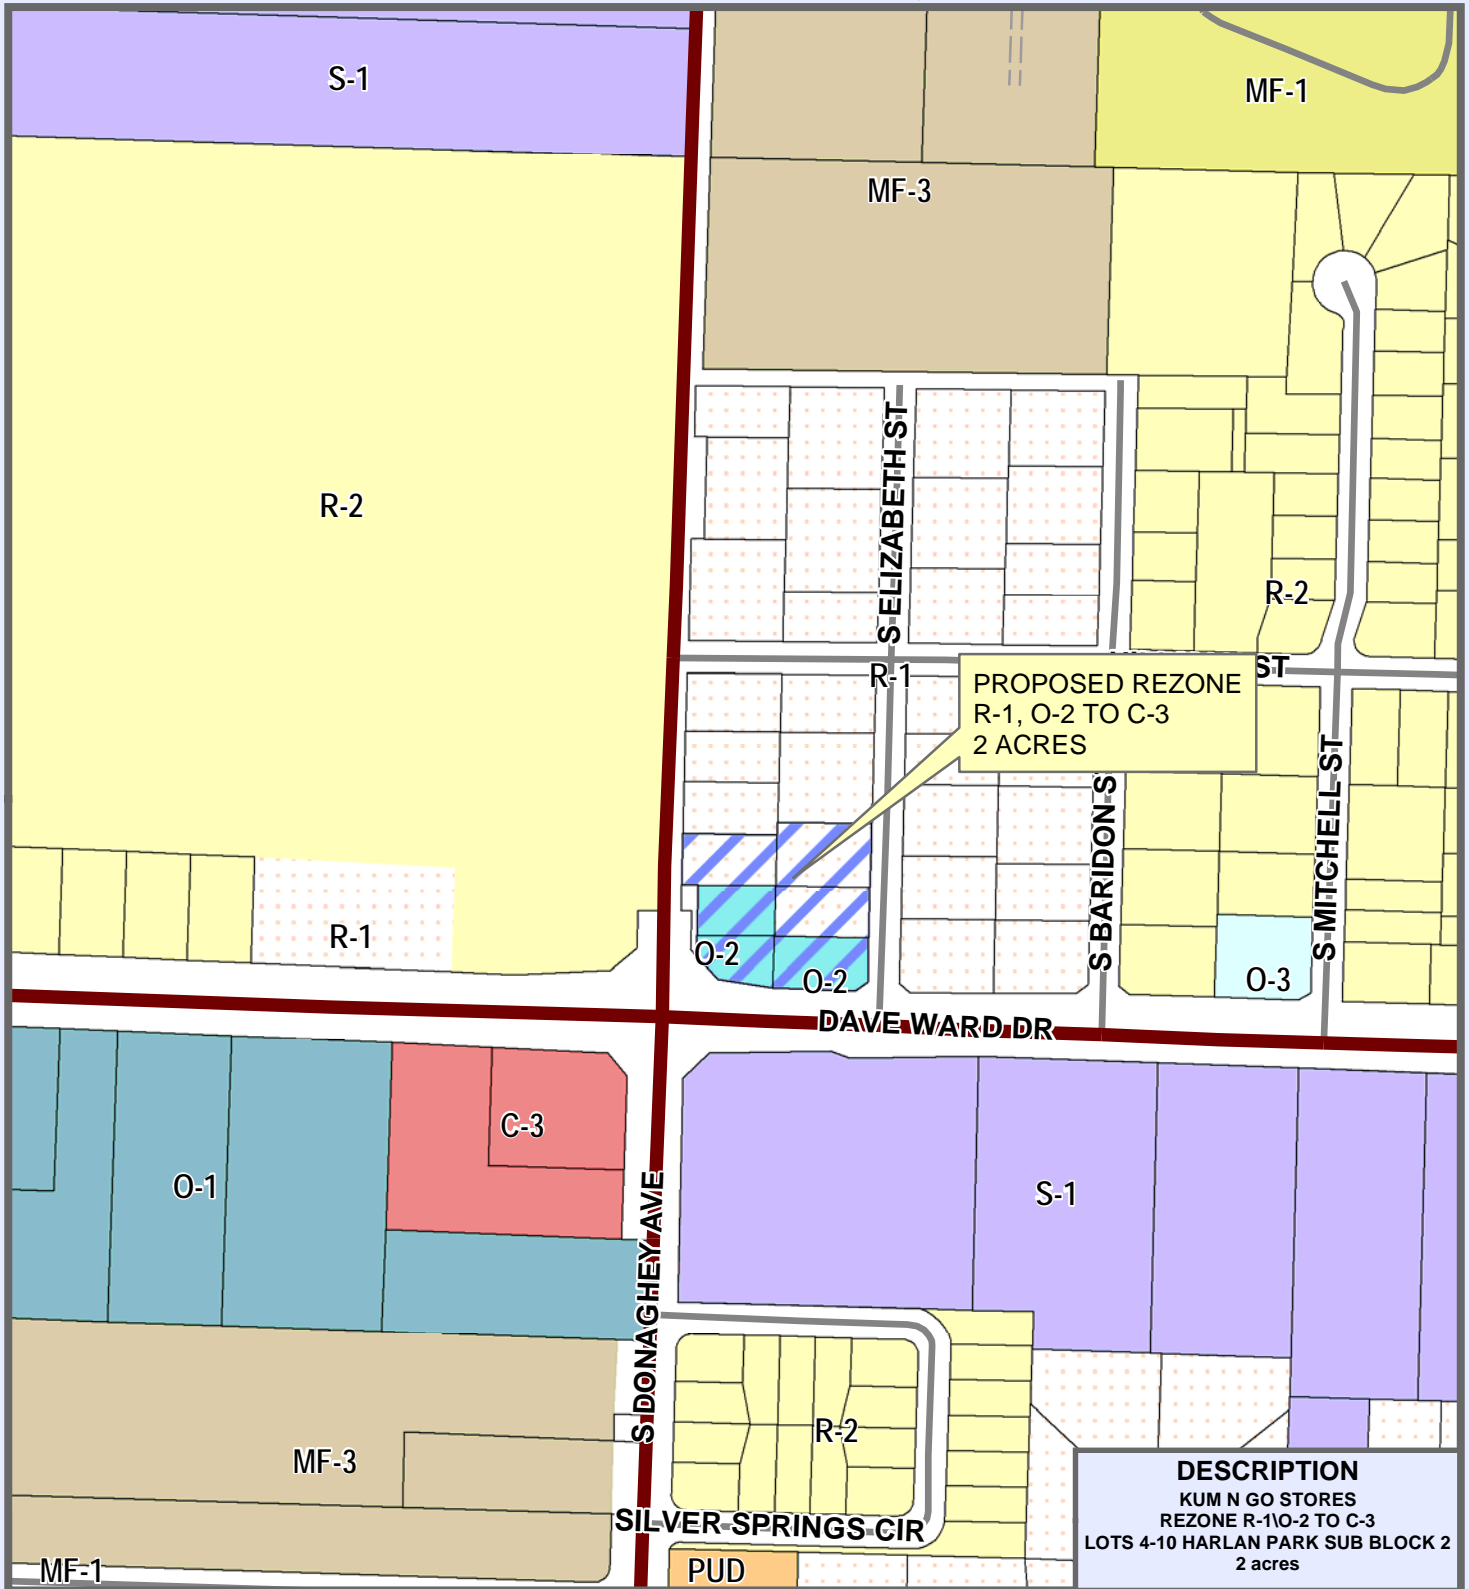 S-1
MF-1
MF-3
R-2
S ELIZABETH ST
R-2
ST
R-1
PROPOSED REZONE
R-1, O-2 TO C-3
2 ACRES
S BARIDON S
S MITCHELL ST
R-1
O-2
O-2
O-3
DAVE WARD DR
C-3
O-1
S-1
S DONAGHEY AVE
R-2
MF-3
SILVER SPRINGS CIR
MF-1
PUD
DESCRIPTION
KUM N GO STORES
REZONE R-1\O-2 TO C-3
LOTS 4-10 HARLAN PARK SUB BLOCK 2
2 acres